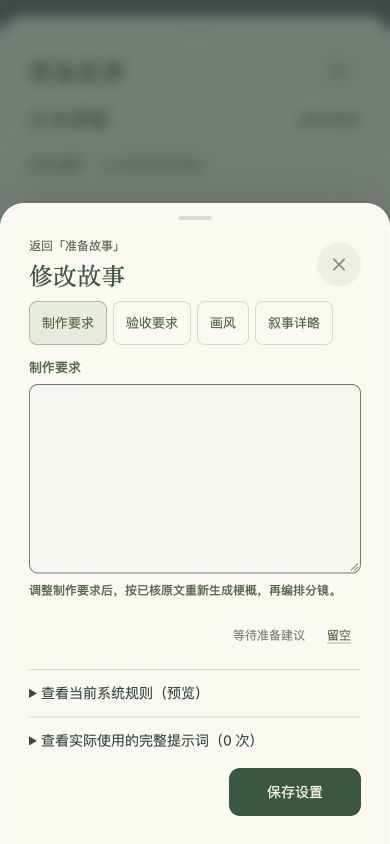 返回「准备故事」
修改故事
制作要求
验收要求
画风
叙事详略
制作要求
调整制作要求后，按已核原文重新生成梗概，再编排分镜。
等待准备建议
留空
▶ 查看当前系统规则（预览）
▶ 查看实际使用的完整提示词（0 次）
保存设置